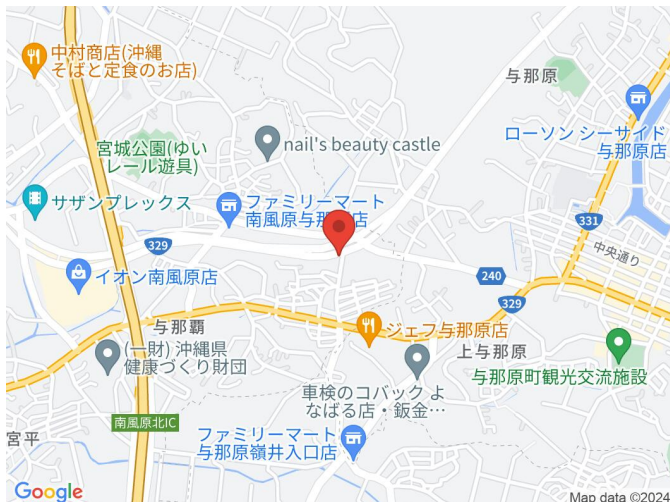 中村商店(沖縄
そばと定食のお店)
与那原
ローソン シーサイド
与那原店
nail's beauty castle
宮城公園(ゆい
レール遊具)
サザンプレックス
ファミリーマート
南風原与那
店
331
329
中央通り
240
イオン南風原店
329
与那覇
ジェフ与那原店
(一財) 沖縄県
健康づくり財団
上与那原
与那原町観光交流施設
車検のコバック よ
なばる店・鈑金…
南風原北IC
宮平
ファミリーマート
与那原嶺井入口店
Google
Map data ©2024